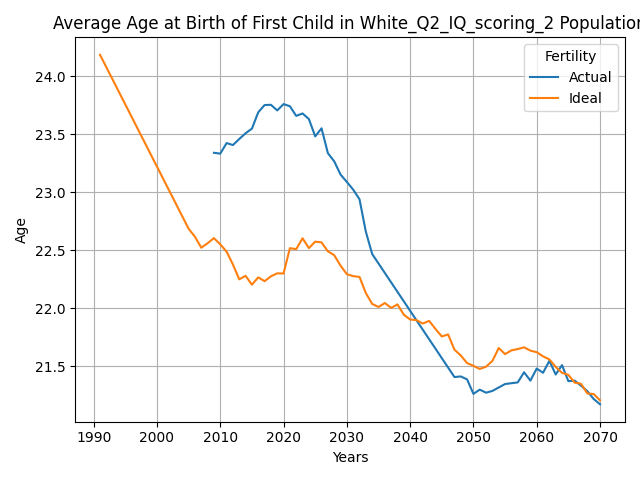 Average Age at Birth of First Child in White_Q2_IQ_scoring_2 Population
Fertility
Actual
Ideal
24.0
23.5
23.0
22.5
22.0
21.5
Age
1990 2000 2010 2020 2030 2040 2050 2060 2070
Years